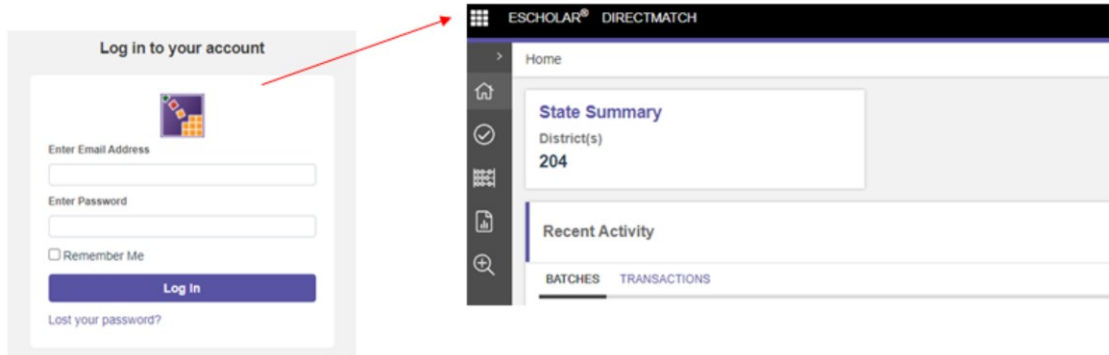 Log in to your account
Enter Email Address
Enter Password
Remember Me
Log In
Lost your password?
ESCHOLAR® DIRECTMATCH
Home
State Summary
District(s)
204
Recent Activity
BATCHES TRANSACTIONS